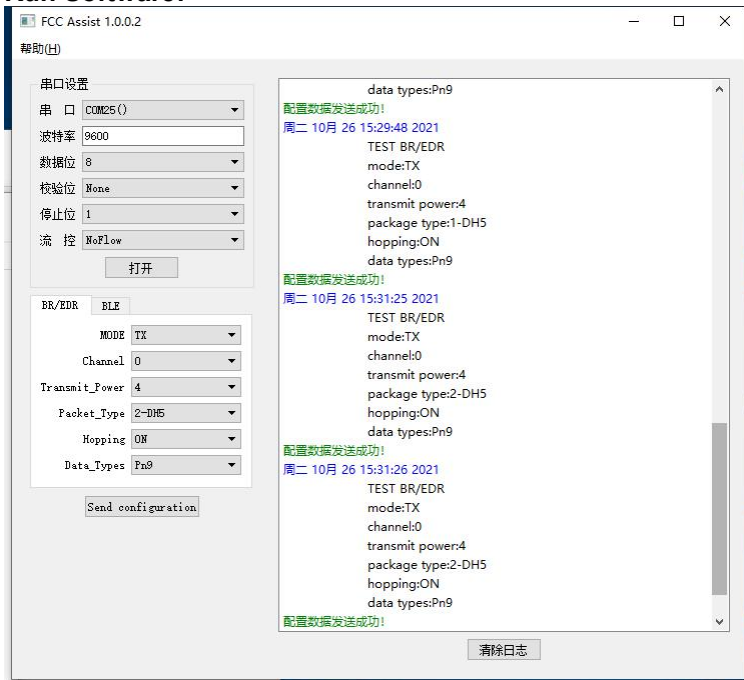 FCC Assist 1.0.0.2
帮助(H)
串口设置
串 口 COM25()
波特率 9600
数据位 8
校验位 None
停止位 1
流 控 NoFlow
打开
BR/EDR BLE
MODE TX
Channel 0
Transmit_Power 4
Packet_Type 2-DH5
Hopping ON
Data_Types Pn9
Send configuration
data types:Pn9
配置数据发送成功!
周二 10月 26 15:29:48 2021
TEST BR/EDR
mode:TX
channel:0
transmit power:4
package type:1-DH5
hopping:ON
data types:Pn9
配置数据发送成功!
周二 10月 26 15:31:25 2021
TEST BR/EDR
mode:TX
channel:0
transmit power:4
package type:2-DH5
hopping:ON
data types:Pn9
配置数据发送成功!
周二 10月 26 15:31:26 2021
TEST BR/EDR
mode:TX
channel:0
transmit power:4
package type:2-DH5
hopping:ON
data types:Pn9
配置数据发送成功!
清除日志